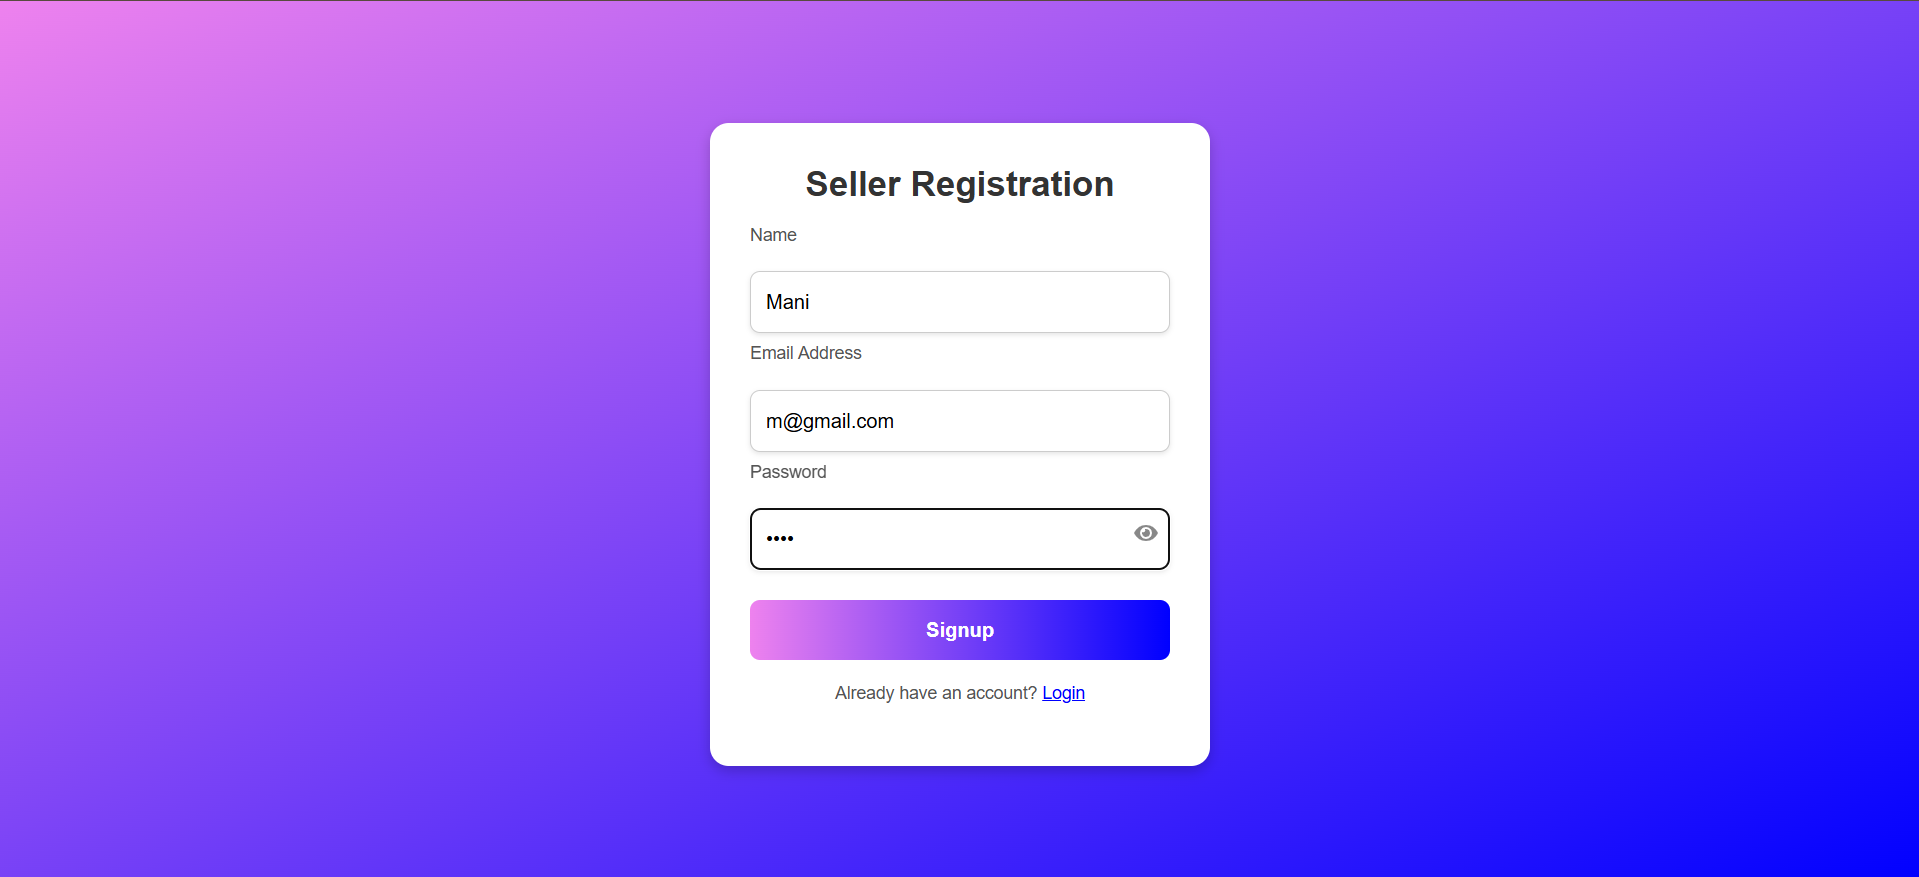 Seller Registration
Name
Mani
Email Address
m@gmail.com
Password
••••
Signup
Already have an account? Login